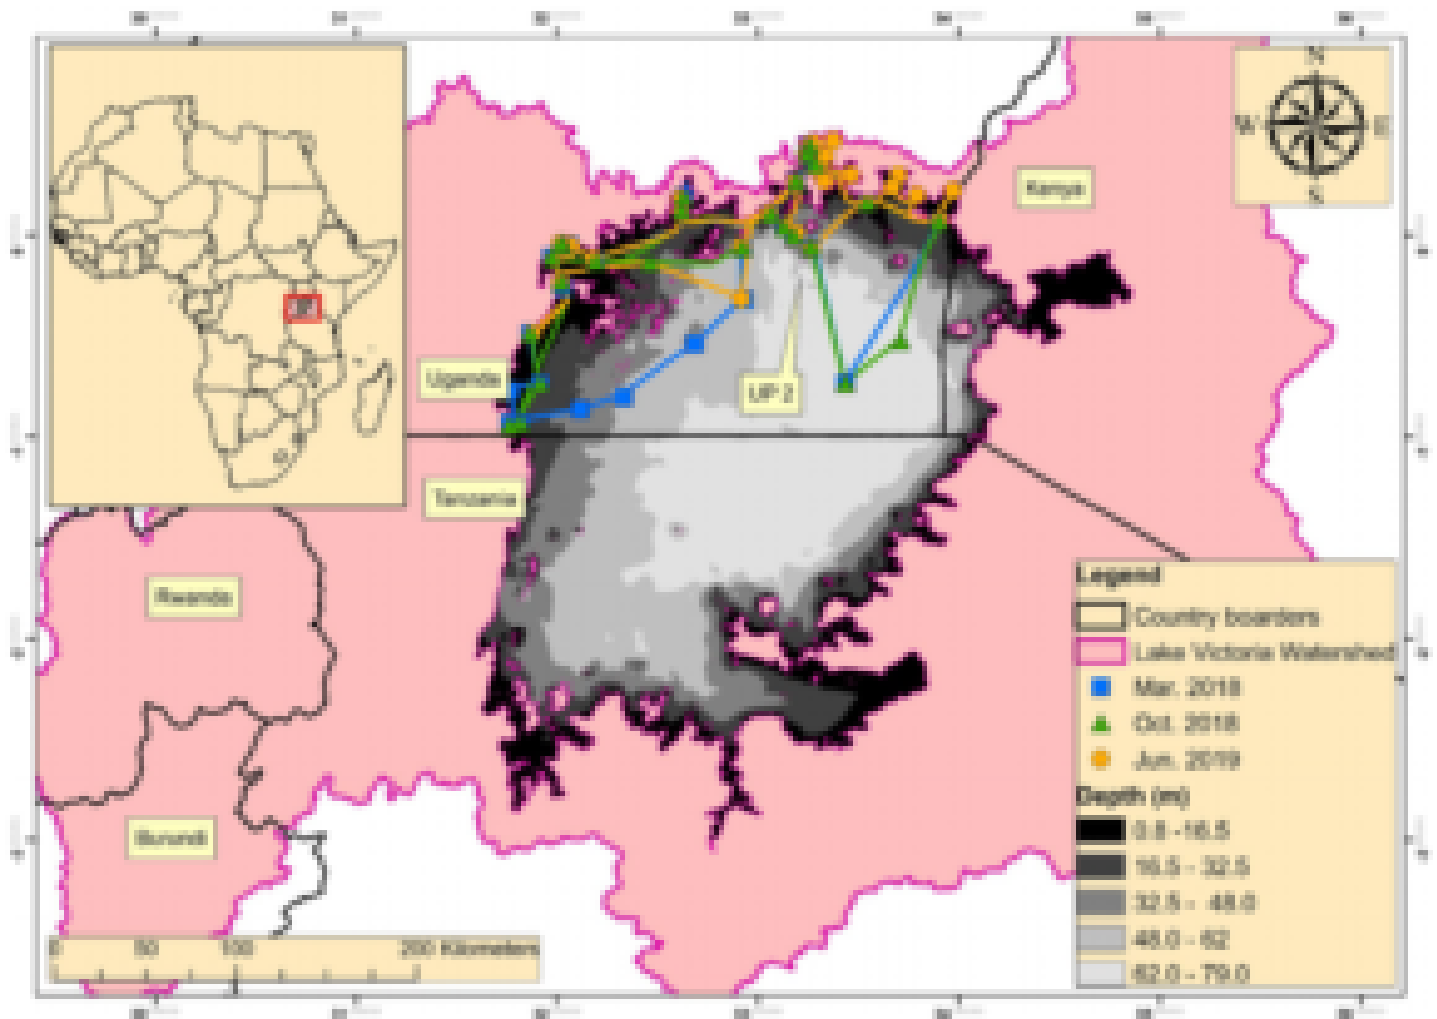 N
W
E
S
Kenya
Uganda
UP 2
Tanzania
Rwanda
Burundi
Legend
Country boarders
Lake Victoria Watershed
Mar. 2018
Oct. 2018
Jun. 2019
Depth (m)
0.8 -16.5
16.5 - 32.5
32.5 - 48.0
48.0 - 62
62.0 - 79.0
0 50 100 200 Kilometers